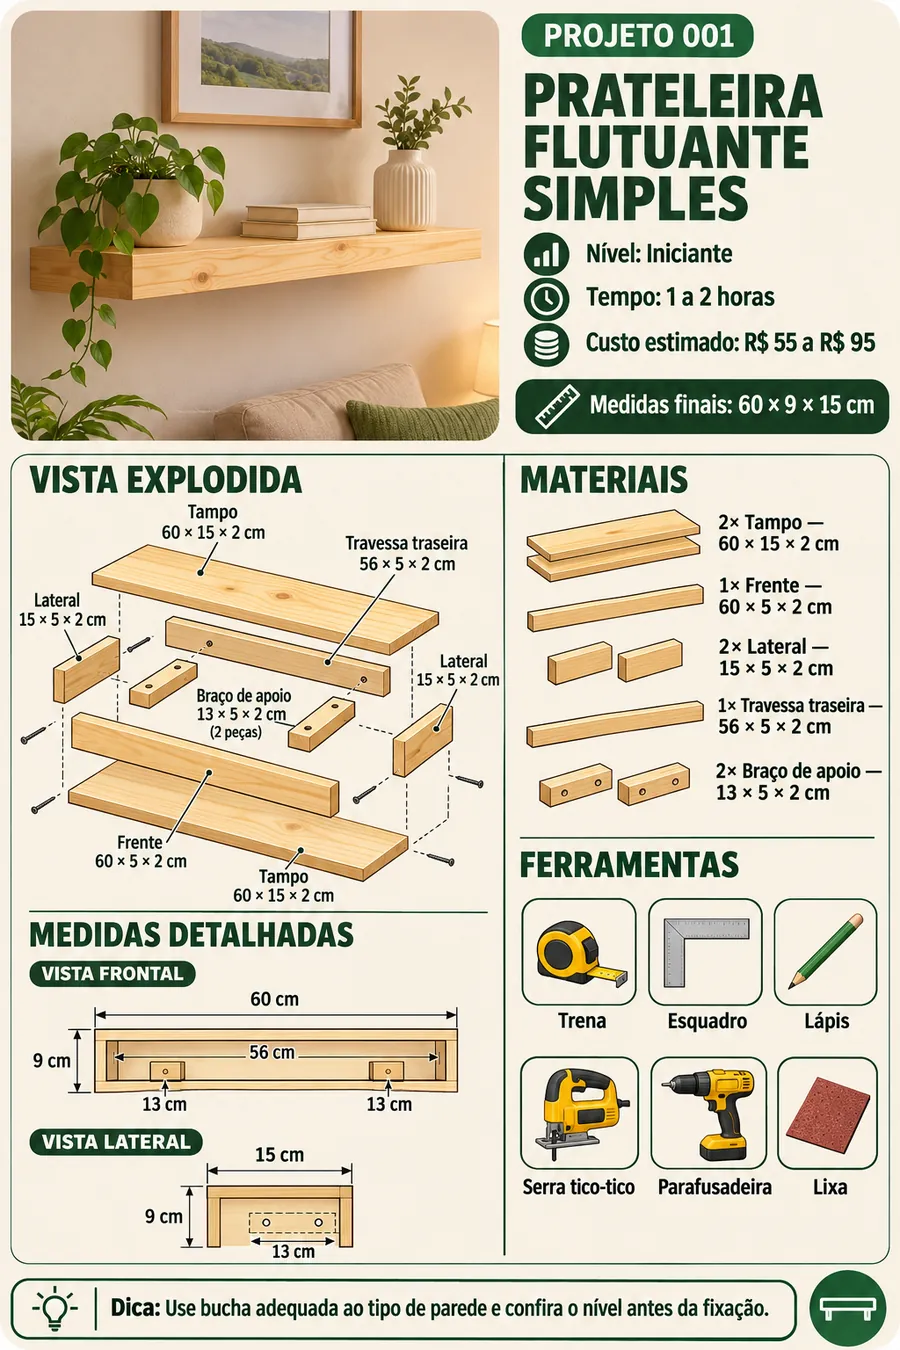 PROJETO 001
PRATELEIRA
FLUTUANTE
SIMPLES
Nível: Iniciante
Tempo: 1 a 2 horas
Custo estimado: R$ 55 a R$ 95
Medidas finais: 60 × 9 × 15 cm
VISTA EXPLODIDA
Tampo
60 × 15 × 2 cm
Travessa traseira
56 × 5 × 2 cm
Lateral
15 × 5 × 2 cm
Lateral
15 × 5 × 2 cm
Braço de apoio
13 × 5 × 2 cm
(2 peças)
Frente
60 × 5 × 2 cm
Tampo
60 × 15 × 2 cm
MATERIAIS
2× Tampo —
60 × 15 × 2 cm
1× Frente —
60 × 5 × 2 cm
2× Lateral —
15 × 5 × 2 cm
1× Travessa traseira —
56 × 5 × 2 cm
2× Braço de apoio —
13 × 5 × 2 cm
MEDIDAS DETALHADAS
VISTA FRONTAL
60 cm
9 cm
56 cm
13 cm
13 cm
VISTA LATERAL
15 cm
9 cm
13 cm
FERRAMENTAS
Trena
Esquadro
Lápis
Serra tico-tico
Parafusadeira
Lixa
Dica: Use bucha adequada ao tipo de parede e confira o nível antes da fixação.